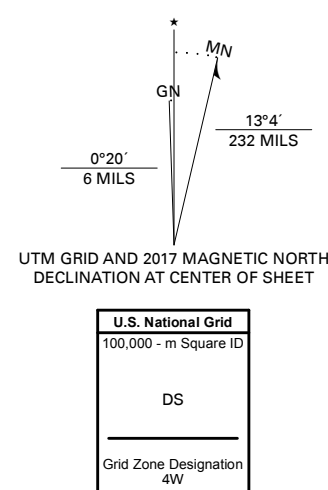 ★
MN
GN
13°4´
232 MILS
0°20´
6 MILS
UTM GRID AND 2017 MAGNETIC NORTH
DECLINATION AT CENTER OF SHEET
U.S. National Grid
100,000 - m Square ID
DS
Grid Zone Designation
4W